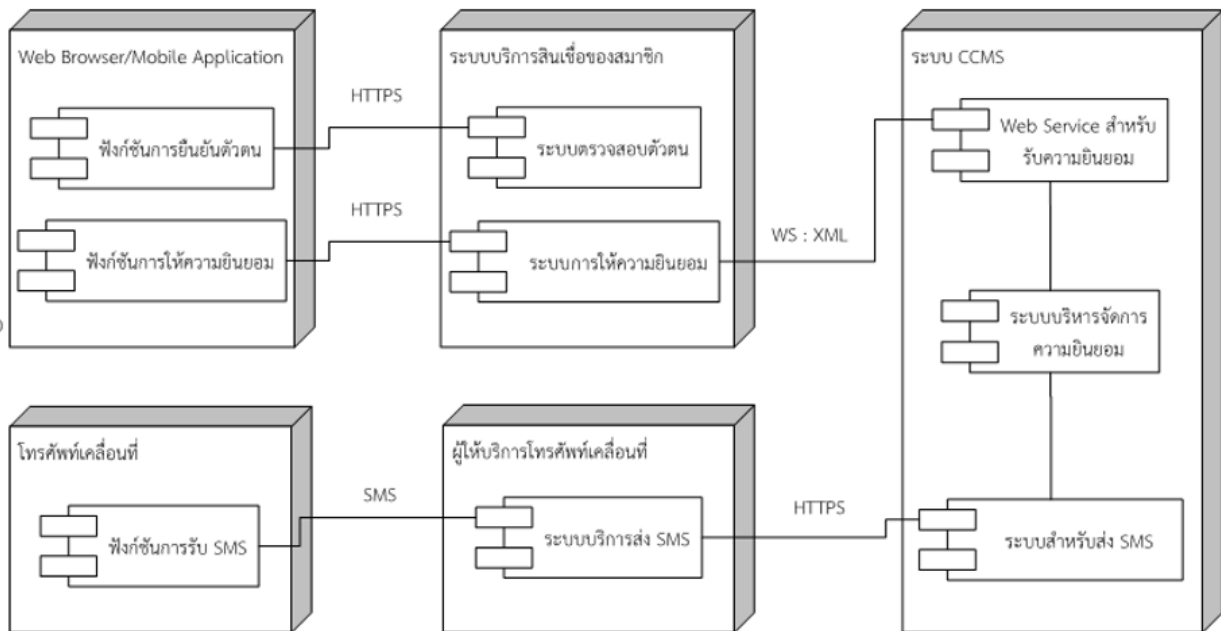 Web Browser/Mobile Application
HTTPS
ฟังก์ชันการยืนยันตัวตน
HTTPS
ฟังก์ชันการให้ความยินยอม
ระบบบริการสินเชื่อของสมาชิก
ระบบตรวจสอบตัวตน
ระบบการให้ความยินยอม
WS : XML
ระบบ CCMS
Web Service สำหรับ
รับความยินยอม
ระบบบริหารจัดการ
ความยินยอม
โทรศัพท์เคลื่อนที่
ฟังก์ชันการรับ SMS
SMS
ผู้ให้บริการโทรศัพท์เคลื่อนที่
ระบบบริการส่ง SMS
HTTPS
ระบบสำหรับส่ง SMS